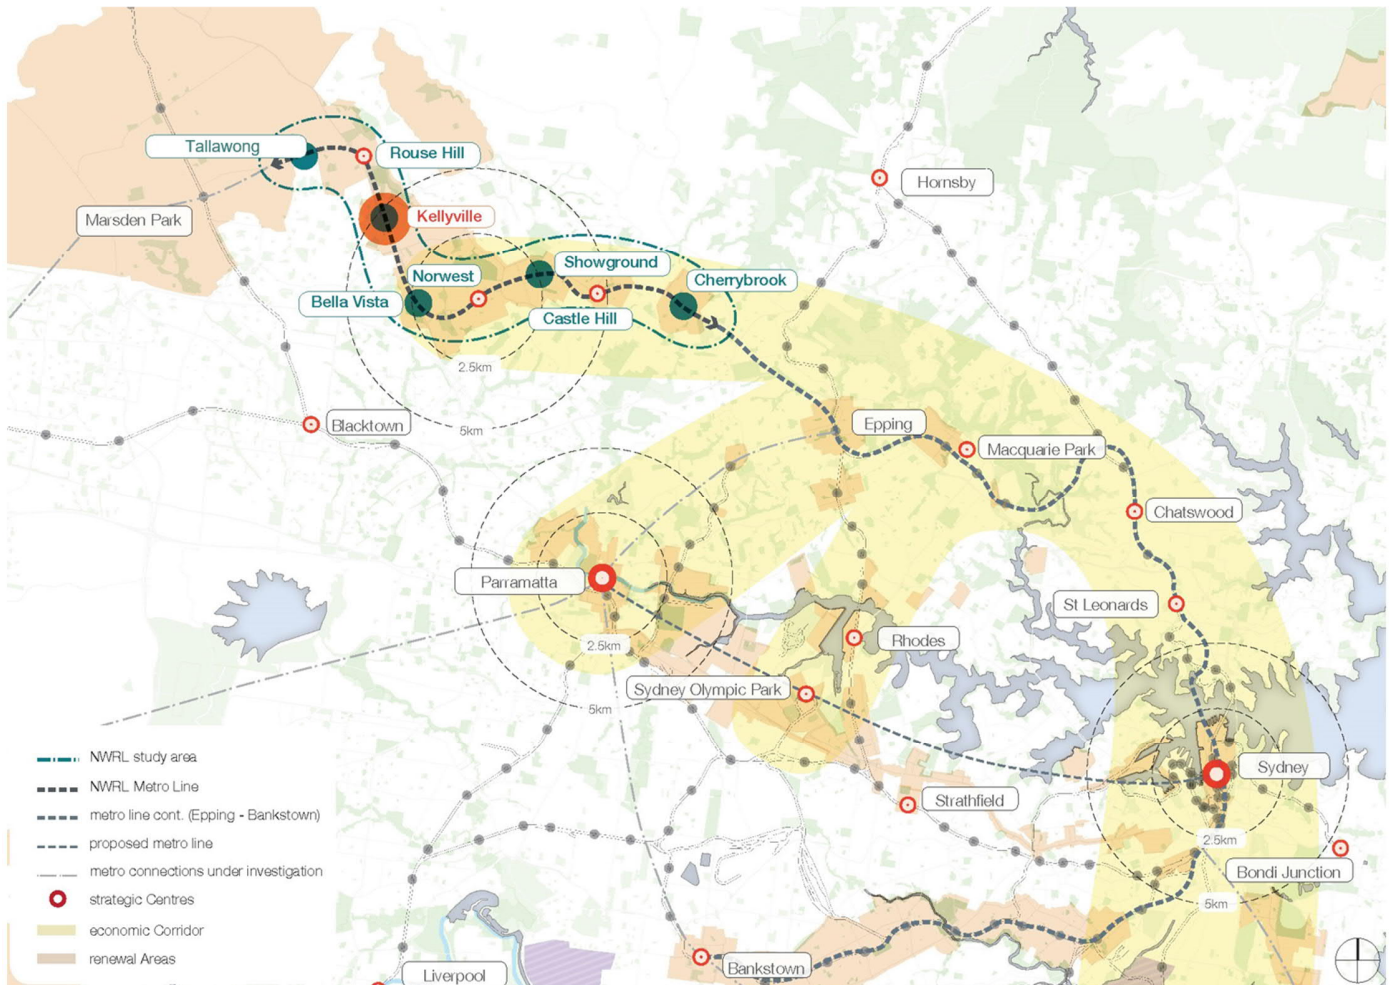 Tallawong
Rouse Hill
Hornsby
Marsden Park
Kellyville
Showground
Norwest
Cherrybrook
Bella Vista
Castle Hill
2.5km
Blacktown
5km
Epping
Macquarie Park
Chatswood
Parramatta
St Leonards
Rhodes
2.5km
Sydney Olympic Park
5km
Sydney
Strathfield
2.5km
Bondi Junction
5km
Bankstown
Liverpool
NWRL study area
NWRL Metro Line
metro line cont. (Epping - Bankstown)
proposed metro line
metro connections under investigation
strategic Centres
economic Corridor
renewal Areas